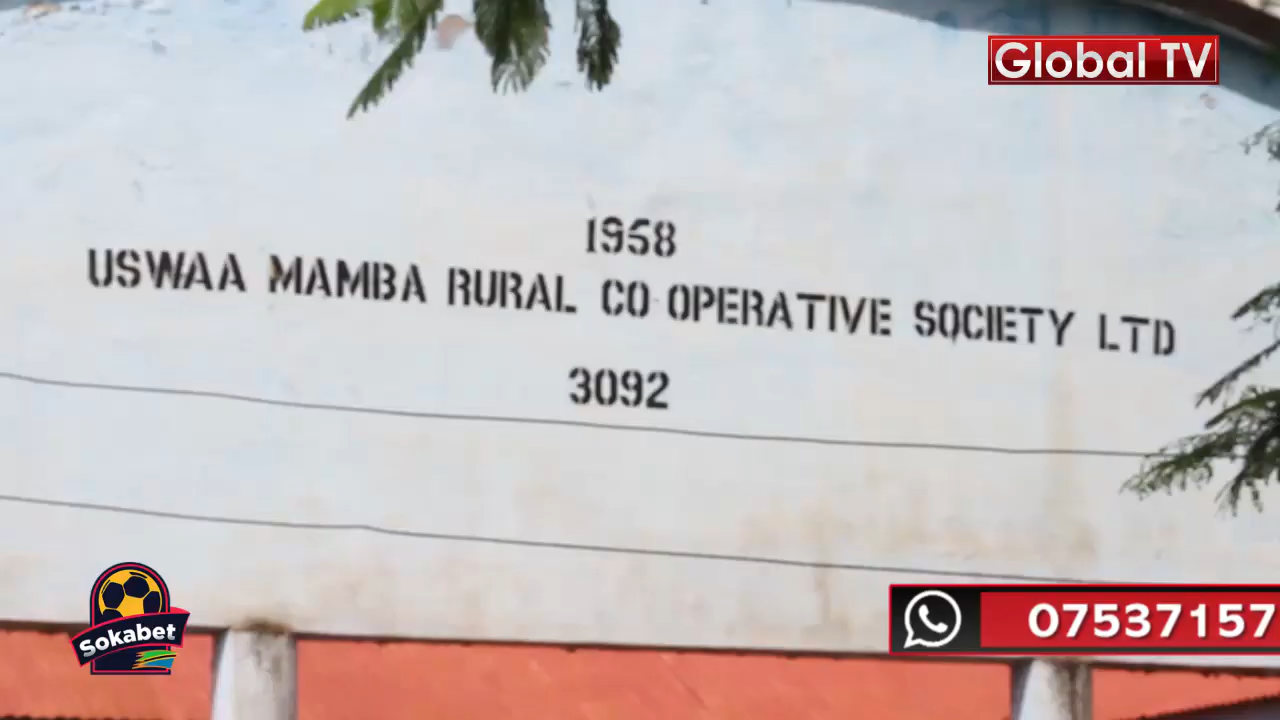 Global TV
1958
USWAA MAMBA RURAL CO OPERATIVE SOCIETY LTD
3092
Sokabet
07537157